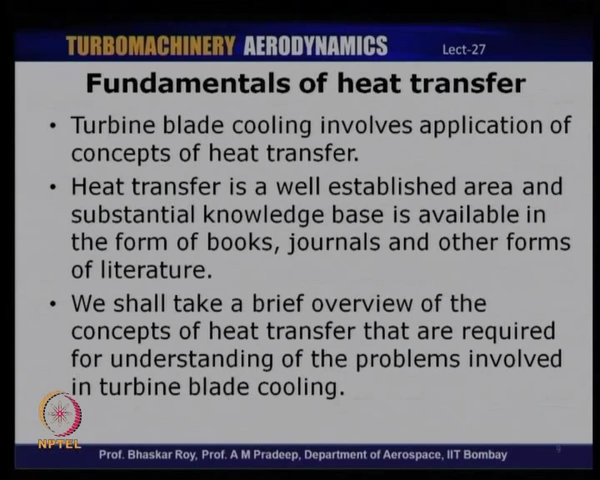 TURBOMACHINERY AERODYNAMICS Lect-27
Fundamentals of heat transfer
• Turbine blade cooling involves application of
concepts of heat transfer.
• Heat transfer is a well established area and
substantial knowledge base is available in
the form of books, journals and other forms
of literature.
• We shall take a brief overview of the
concepts of heat transfer that are required
for understanding of the problems involved
in turbine blade cooling.
NPTEL
Prof. Bhaskar Roy, Prof. A M Pradeep, Department of Aerospace, IIT Bombay